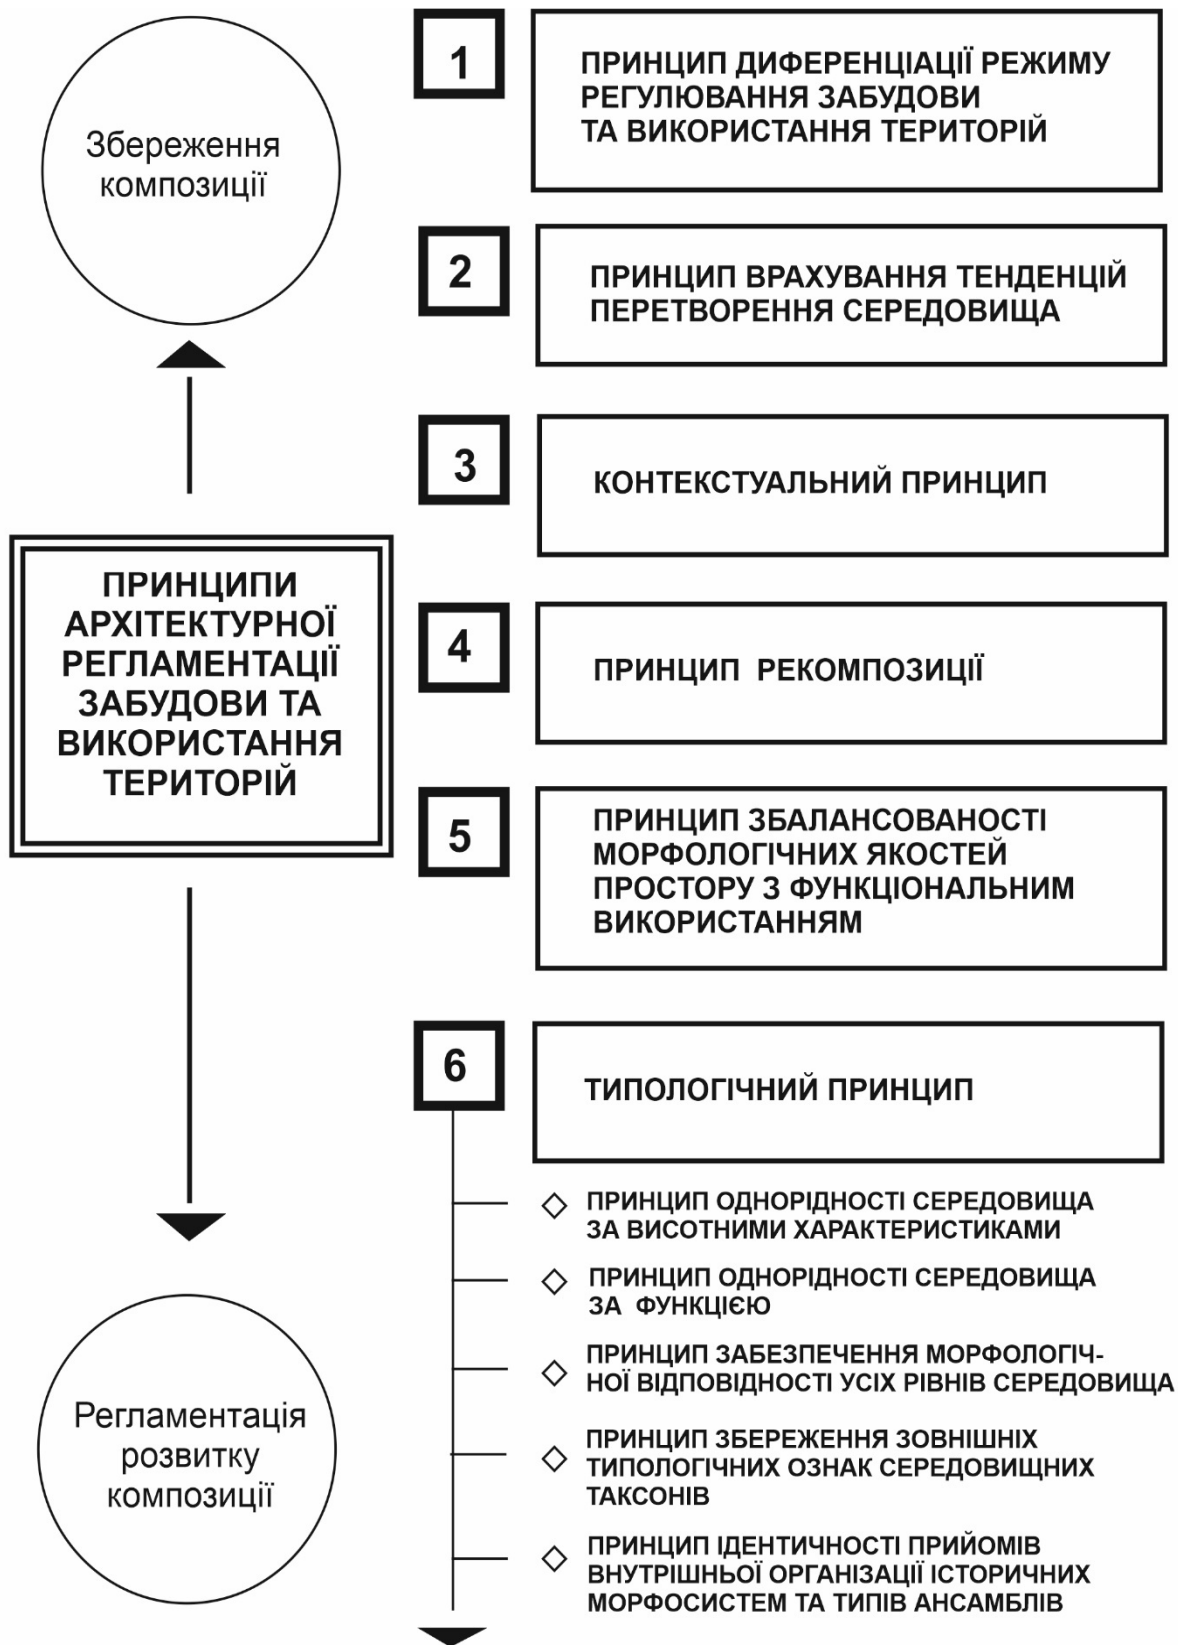 Збереження
композиції
ПРИНЦИПИ
АРХІТЕКТУРНОЇ
РЕГЛАМЕНТАЦІЇ
ЗАБУДОВИ ТА
ВИКОРИСТАННЯ
ТЕРИТОРІЙ
Регламентація
розвитку
композиції
1
ПРИНЦИП ДИФЕРЕНЦІАЦІЇ РЕЖИМУ
РЕГУЛЮВАННЯ ЗАБУДОВИ
ТА ВИКОРИСТАННЯ ТЕРИТОРІЙ
2
ПРИНЦИП ВРАХУВАННЯ ТЕНДЕНЦІЙ
ПЕРЕТВОРЕННЯ СЕРЕДОВИЩА
3
КОНТЕКСТУАЛЬНИЙ ПРИНЦИП
4
ПРИНЦИП РЕКОМПОЗИЦІЇ
5
ПРИНЦИП ЗБАЛАНСОВАНОСТІ
МОРФОЛОГІЧНИХ ЯКОСТЕЙ
ПРОСТОРУ З ФУНКЦІОНАЛЬНИМ
ВИКОРИСТАННЯМ
6
ТИПОЛОГІЧНИЙ ПРИНЦИП
ПРИНЦИП ОДНОРІДНОСТІ СЕРЕДОВИЩА
ЗА ВИСОТНИМИ ХАРАКТЕРИСТИКАМИ
ПРИНЦИП ОДНОРІДНОСТІ СЕРЕДОВИЩА
ЗА ФУНКЦІЄЮ
ПРИНЦИП ЗАБЕЗПЕЧЕННЯ МОРФОЛОГІЧ-
НОЇ ВІДПОВІДНОСТІ УСІХ РІВНІВ СЕРЕДОВИЩА
ПРИНЦИП ЗБЕРЕЖЕННЯ ЗОВНІШНІХ
ТИПОЛОГІЧНИХ ОЗНАК СЕРЕДОВИЩНИХ
ТАКСОНІВ
ПРИНЦИП ІДЕНТИЧНОСТІ ПРИЙОМІВ
ВНУТРІШНЬОЇ ОРГАНІЗАЦІЇ ІСТОРИЧНИХ
МОРФОСИСТЕМ ТА ТИПІВ АНСАМБЛІВ